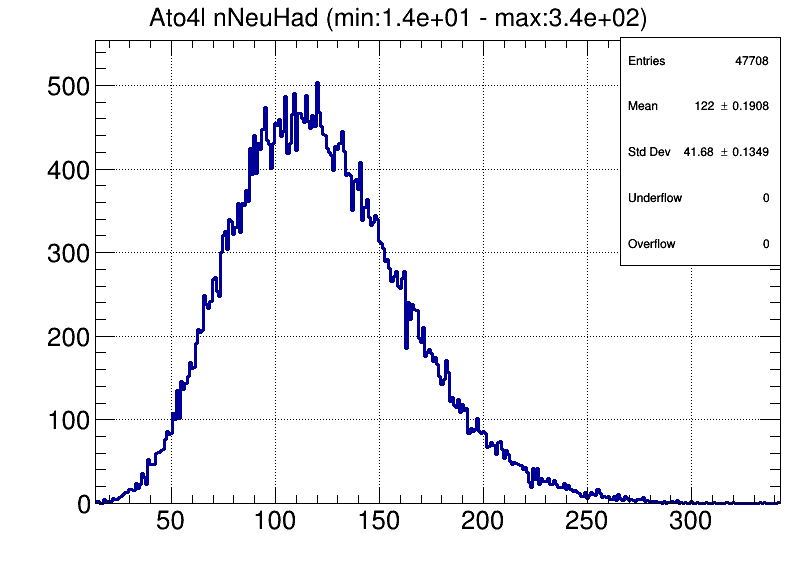 Ato4l nNeuHad (min:1.4e+01 - max:3.4e+02)
Entries 47708
Mean 122 ± 0.1908
Std Dev 41.68 ± 0.1349
Underflow 0
Overflow 0
500
400
300
200
100
0
50 100 150 200 250 300